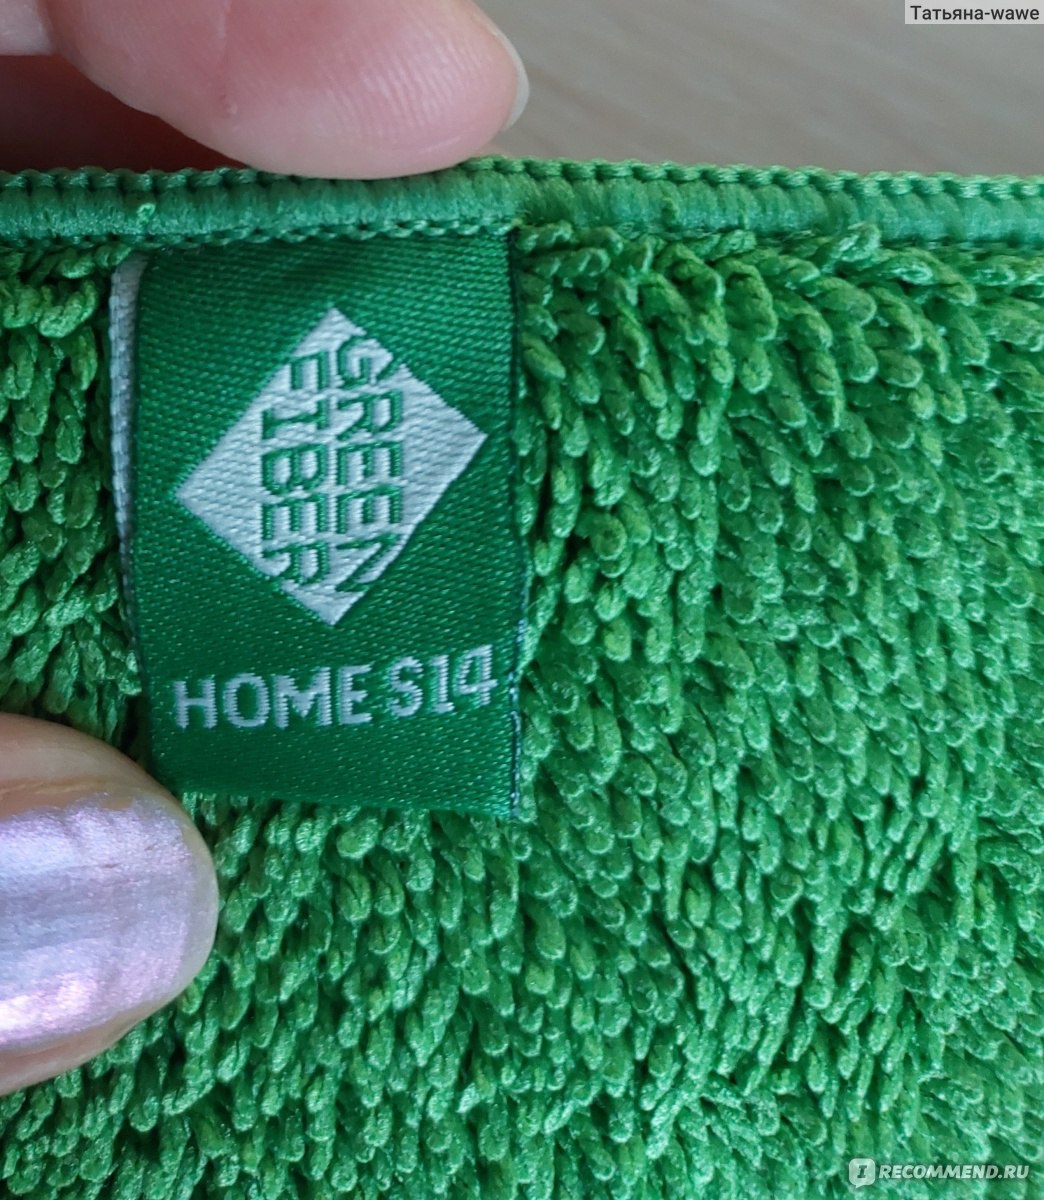 Татьяна-wawe
GREEN
FIBER
HOME S14
IRECOMMEND.RU